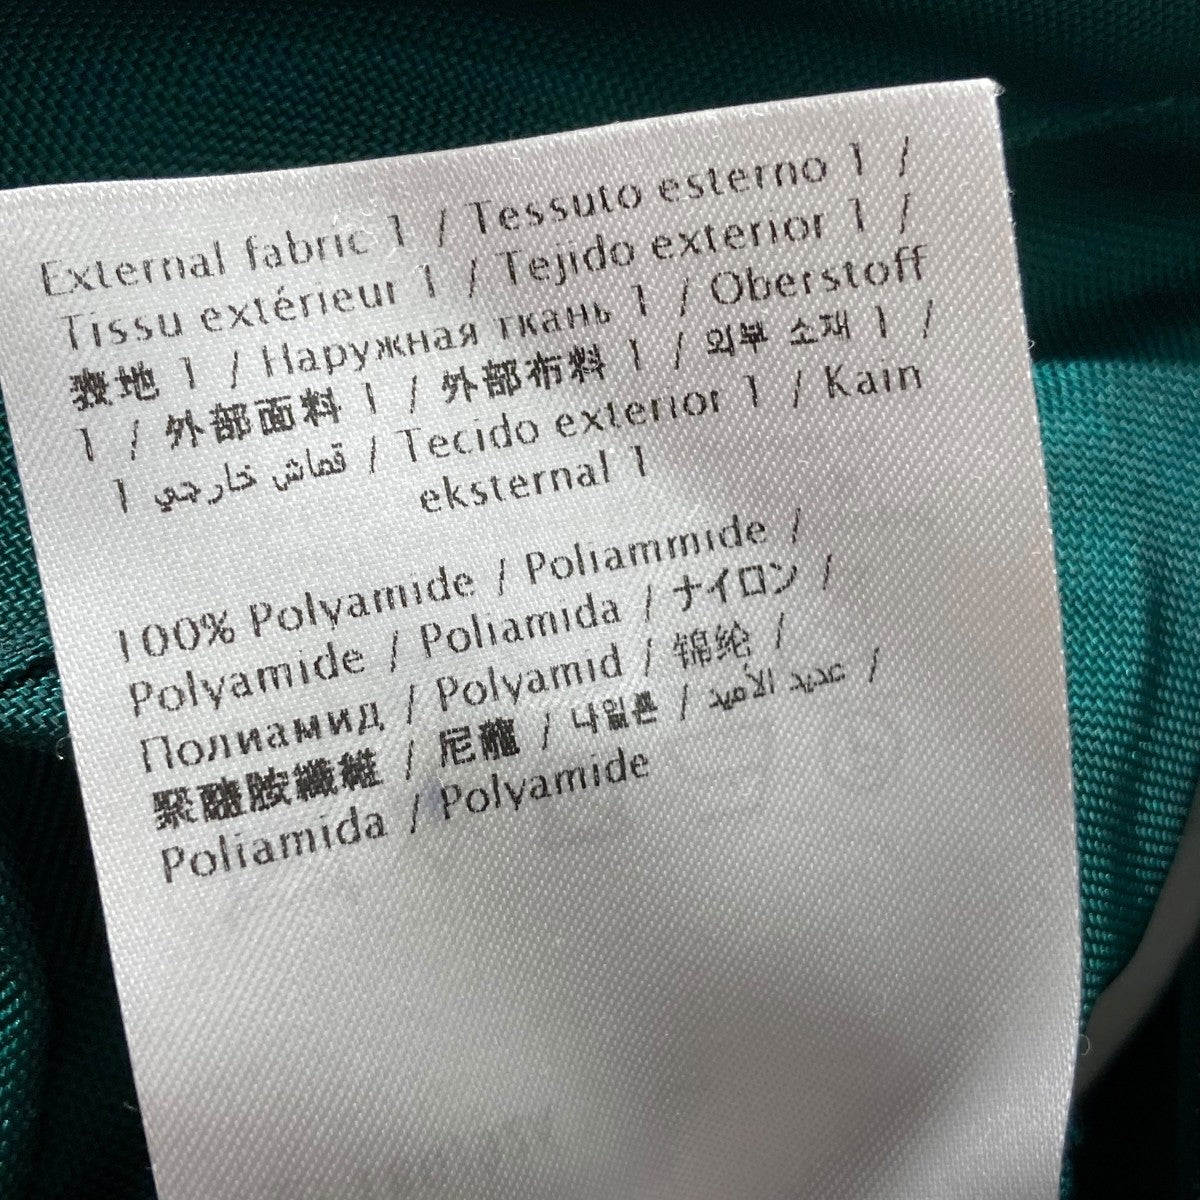 External fabric 1 / Tessuto esterno 1 /
Tissu extérieur 1 / Tejido exterior 1 /
表地 1 / Наружная ткань 1 / Oberstoff
1 / 外部面料 1 / 外部布料 1 / 외부 소재 1 /
قماش خارجي 1 / Tecido exterior 1 / Kain
eksternal 1
100% Polyamide / Poliammide /
Polyamide / Poliamida / ナイロン /
Полиамид / Polyamid / 锦纶 /
聚醯胺纖維 / 尼龍 / 나일론 / عديد الأميد /
Poliamida / Polyamide